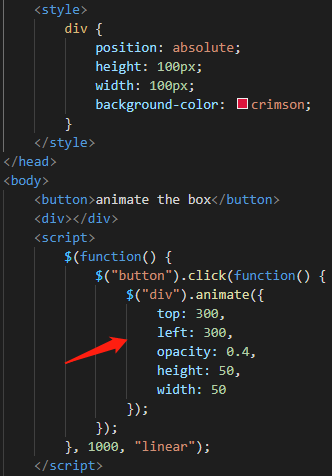 <style>
div {
position: absolute;
height: 100px;
width: 100px;
background-color: crimson;
}
</style>
</head>
<body>
<button>animate the box</button>
<div></div>
<script>
$(function() {
$("button").click(function() {
$("div").animate({
top: 300,
left: 300,
opacity: 0.4,
height: 50,
width: 50
});
});
}, 1000, "linear");
</script>